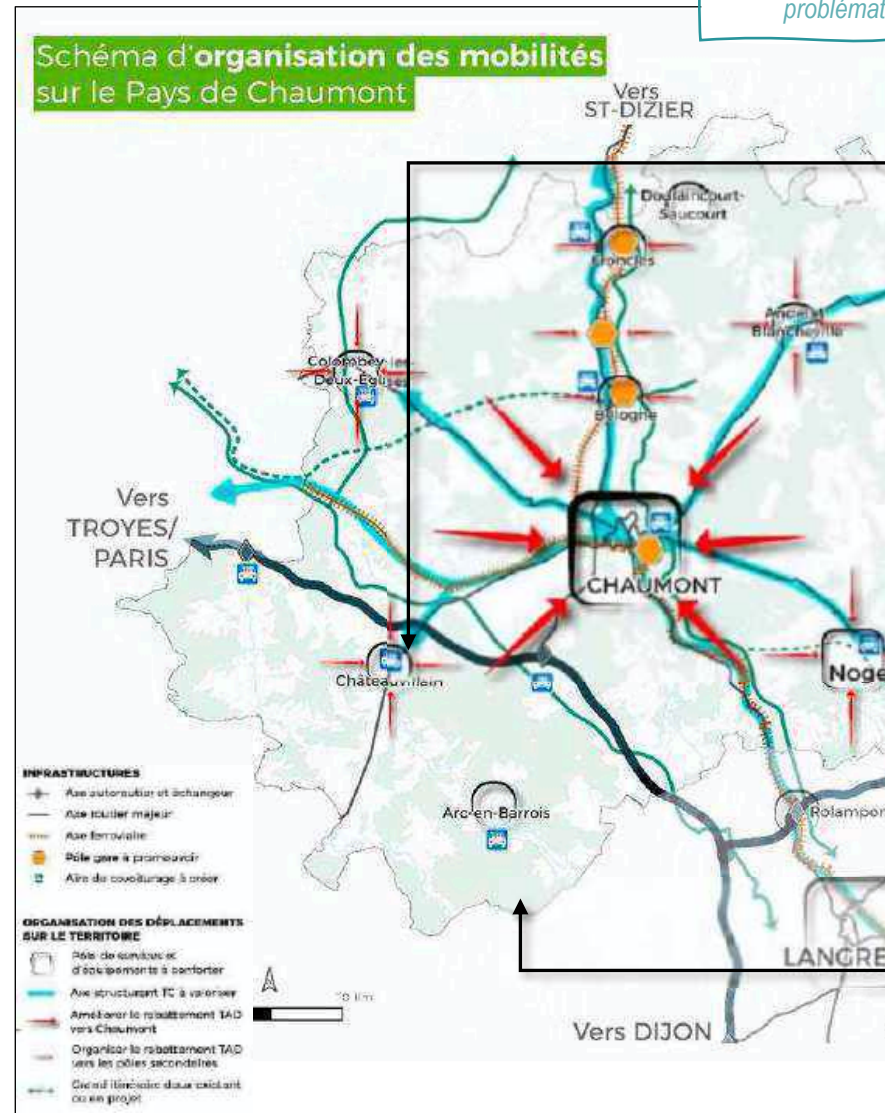 problémat
Schéma d'organisation des mobilités
sur le Pays de Chaumont
Vers
ST-DIZIER
Doulaincourt-
Saucourt
Froncles
Andelot
Blancheville
Colombey-les
Deux-Églises
Bologne
Vers
TROYES/
PARIS
CHAUMONT
Noge
Châteauvillain
Arc-en-Barrois
Rolampon
LANGRE
Vers DIJON
10 km
INFRASTRUCTURES
Axe autoroutier et échangeur
Axe routier majeur
Axe ferroviaire
Pôle gare à promouvoir
Aire de covoiturage à créer
ORGANISATION DES DÉPLACEMENTS
SUR LE TERRITOIRE
Pôle de services et
d'équipements à conforter
Axe structurant TC à valoriser
Améliorer le rabattement TAD
vers Chaumont
Organiser le rabattement TAD
vers les pôles secondaires
Grand itinéraire doux existant
ou en projet